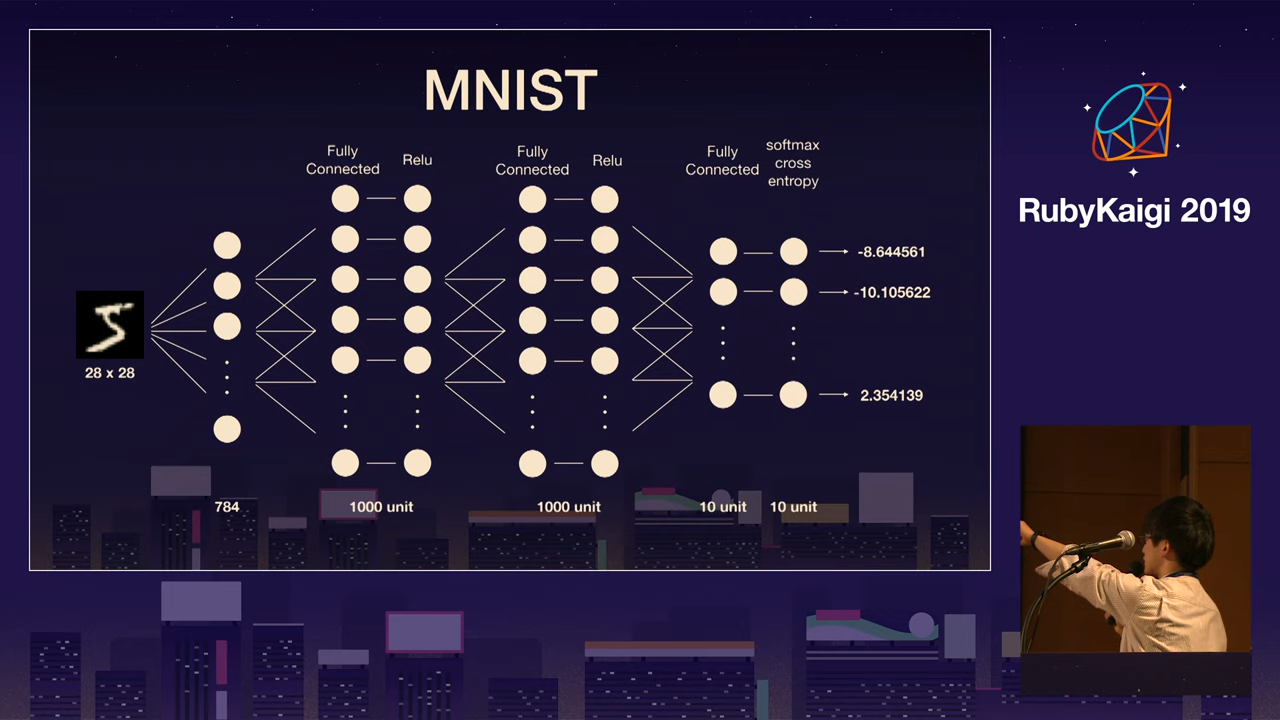 MNIST
Fully
Connected
Relu
Fully
Connected
Relu
Fully
Connected
softmax
cross
entropy
28 x 28
-8.644561
-10.105622
2.354139
784
1000 unit
1000 unit
10 unit
10 unit
RubyKaigi 2019